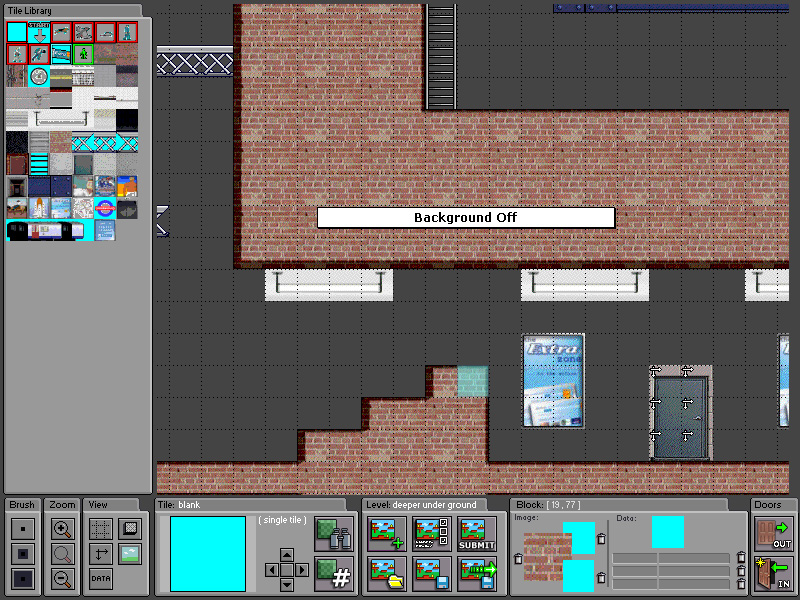 Tile Library
START
Background Off
Extra
zone
Brush
Zoom
View
Tile: blank
Level: deeper under ground
Block: [ 19 , 77 ]
Doors
( single tile )
Image:
Data:
SUBMIT
OUT
DATA
#
IN